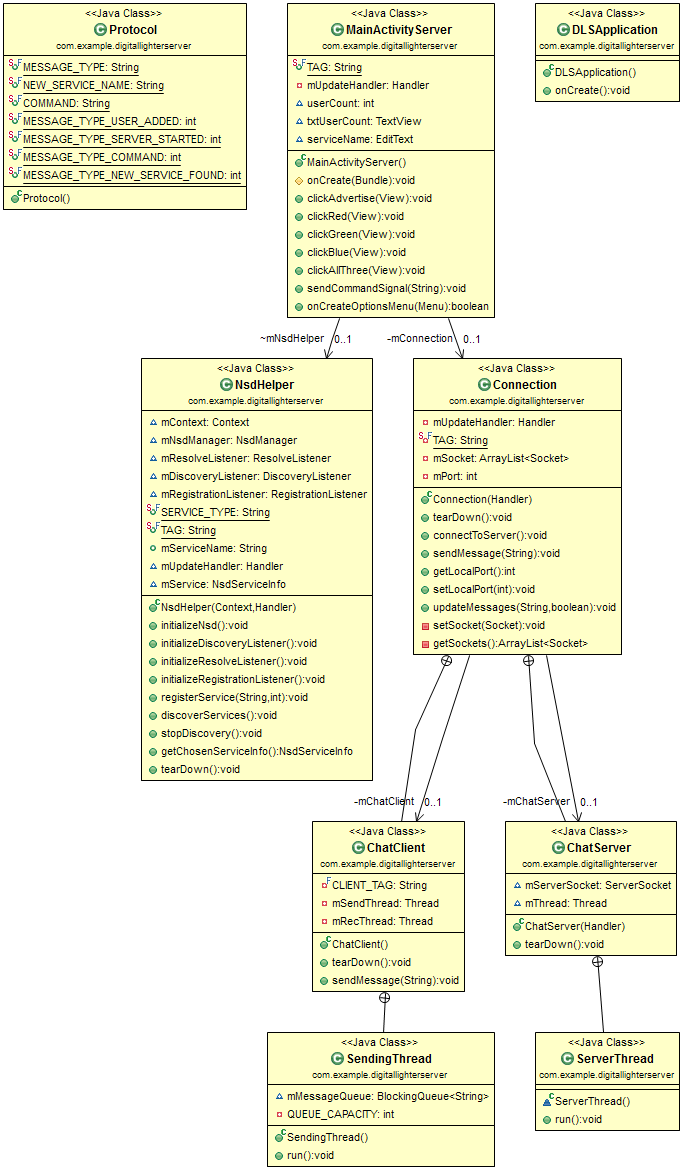 <<Java Class>>
Protocol
com.example.digitallighterserver
MESSAGE_TYPE: String
NEW_SERVICE_NAME: String
COMMAND: String
MESSAGE_TYPE_USER_ADDED: int
MESSAGE_TYPE_SERVER_STARTED: int
MESSAGE_TYPE_COMMAND: int
MESSAGE_TYPE_NEW_SERVICE_FOUND: int
Protocol()
<<Java Class>>
MainActivityServer
com.example.digitallighterserver
TAG: String
mUpdateHandler: Handler
userCount: int
txtUserCount: TextView
serviceName: EditText
MainActivityServer()
onCreate(Bundle):void
clickAdvertise(View):void
clickRed(View):void
clickGreen(View):void
clickBlue(View):void
clickAllThree(View):void
sendCommandSignal(String):void
onCreateOptionsMenu(Menu):boolean
<<Java Class>>
DLSApplication
com.example.digitallighterserver
DLSApplication()
onCreate():void
~mNsdHelper
0..1
-mConnection
0..1
<<Java Class>>
NsdHelper
com.example.digitallighterserver
mContext: Context
mNsdManager: NsdManager
mResolveListener: ResolveListener
mDiscoveryListener: DiscoveryListener
mRegistrationListener: RegistrationListener
SERVICE_TYPE: String
TAG: String
mServiceName: String
mUpdateHandler: Handler
mService: NsdServiceInfo
NsdHelper(Context,Handler)
initializeNsd():void
initializeDiscoveryListener():void
initializeResolveListener():void
initializeRegistrationListener():void
registerService(String,int):void
discoverServices():void
stopDiscovery():void
getChosenServiceInfo():NsdServiceInfo
tearDown():void
<<Java Class>>
Connection
com.example.digitallighterserver
mUpdateHandler: Handler
TAG: String
mSocket: ArrayList<Socket>
mPort: int
Connection(Handler)
tearDown():void
connectToServer():void
sendMessage(String):void
getLocalPort():int
setLocalPort(int):void
updateMessages(String,boolean):void
setSocket(Socket):void
getSockets():ArrayList<Socket>
-mChatClient
0..1
-mChatServer
0..1
<<Java Class>>
ChatClient
com.example.digitallighterserver
CLIENT_TAG: String
mSendThread: Thread
mRecThread: Thread
ChatClient()
tearDown():void
sendMessage(String):void
<<Java Class>>
ChatServer
com.example.digitallighterserver
mServerSocket: ServerSocket
mThread: Thread
ChatServer(Handler)
tearDown():void
<<Java Class>>
SendingThread
com.example.digitallighterserver
mMessageQueue: BlockingQueue<String>
QUEUE_CAPACITY: int
SendingThread()
run():void
<<Java Class>>
ServerThread
com.example.digitallighterserver
ServerThread()
run():void